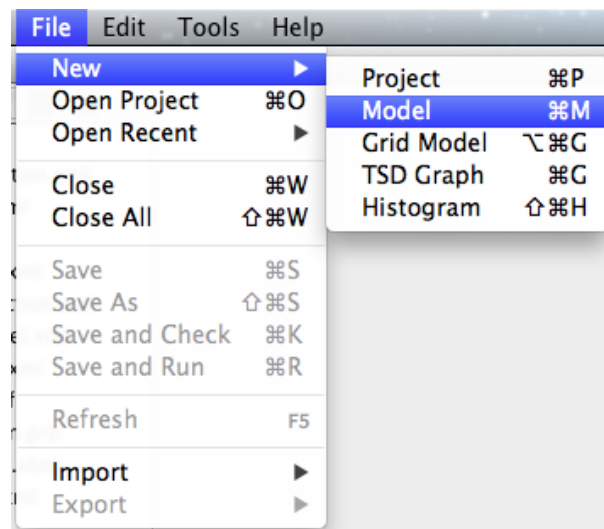 File Edit Tools Help
New ▶
Open Project ⌘O
Open Recent ▶
Close ⌘W
Close All ⇧⌘W
Save ⌘S
Save As ⇧⌘S
Save and Check ⌘K
Save and Run ⌘R
Refresh F5
Import ▶
Export ▶
Project ⌘P
Model ⌘M
Grid Model ⌥⌘G
TSD Graph ⌘G
Histogram ⇧⌘H